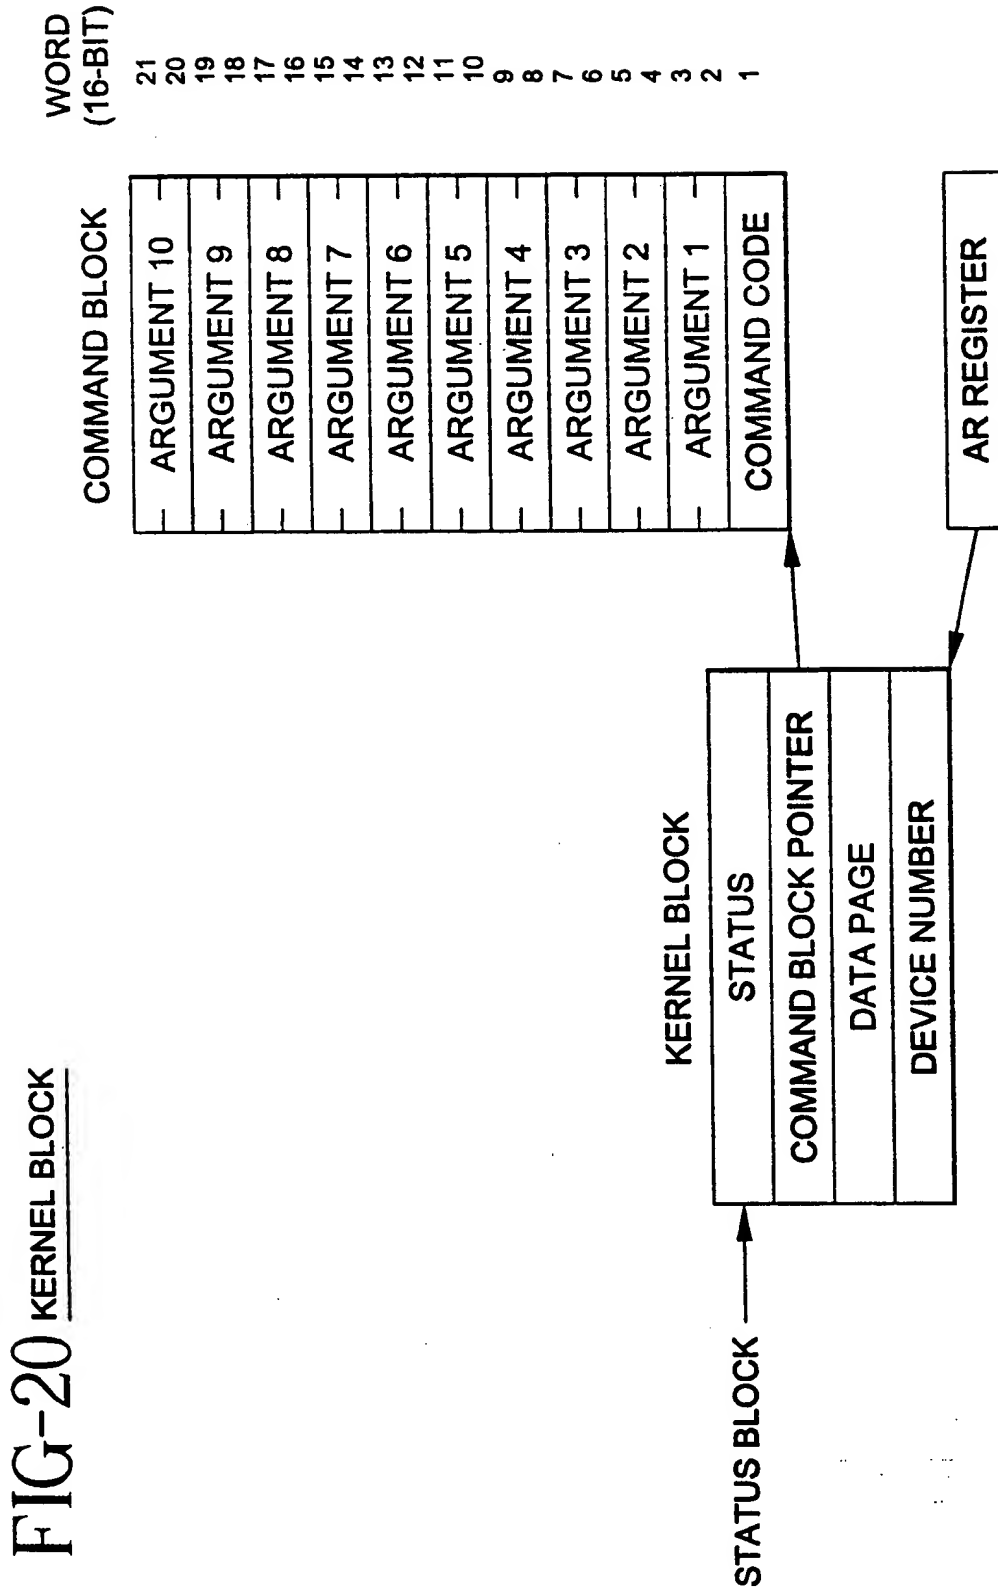 FIG-20 KERNEL BLOCK
COMMAND BLOCK
WORD
(16-BIT)
ARGUMENT 10
21
20
ARGUMENT 9
19
18
ARGUMENT 8
17
16
ARGUMENT 7
15
14
ARGUMENT 6
13
12
ARGUMENT 5
11
10
ARGUMENT 4
9
8
ARGUMENT 3
7
6
ARGUMENT 2
5
4
ARGUMENT 1
3
2
COMMAND CODE
1
KERNEL BLOCK
STATUS BLOCK
STATUS
COMMAND BLOCK POINTER
DATA PAGE
DEVICE NUMBER
AR REGISTER